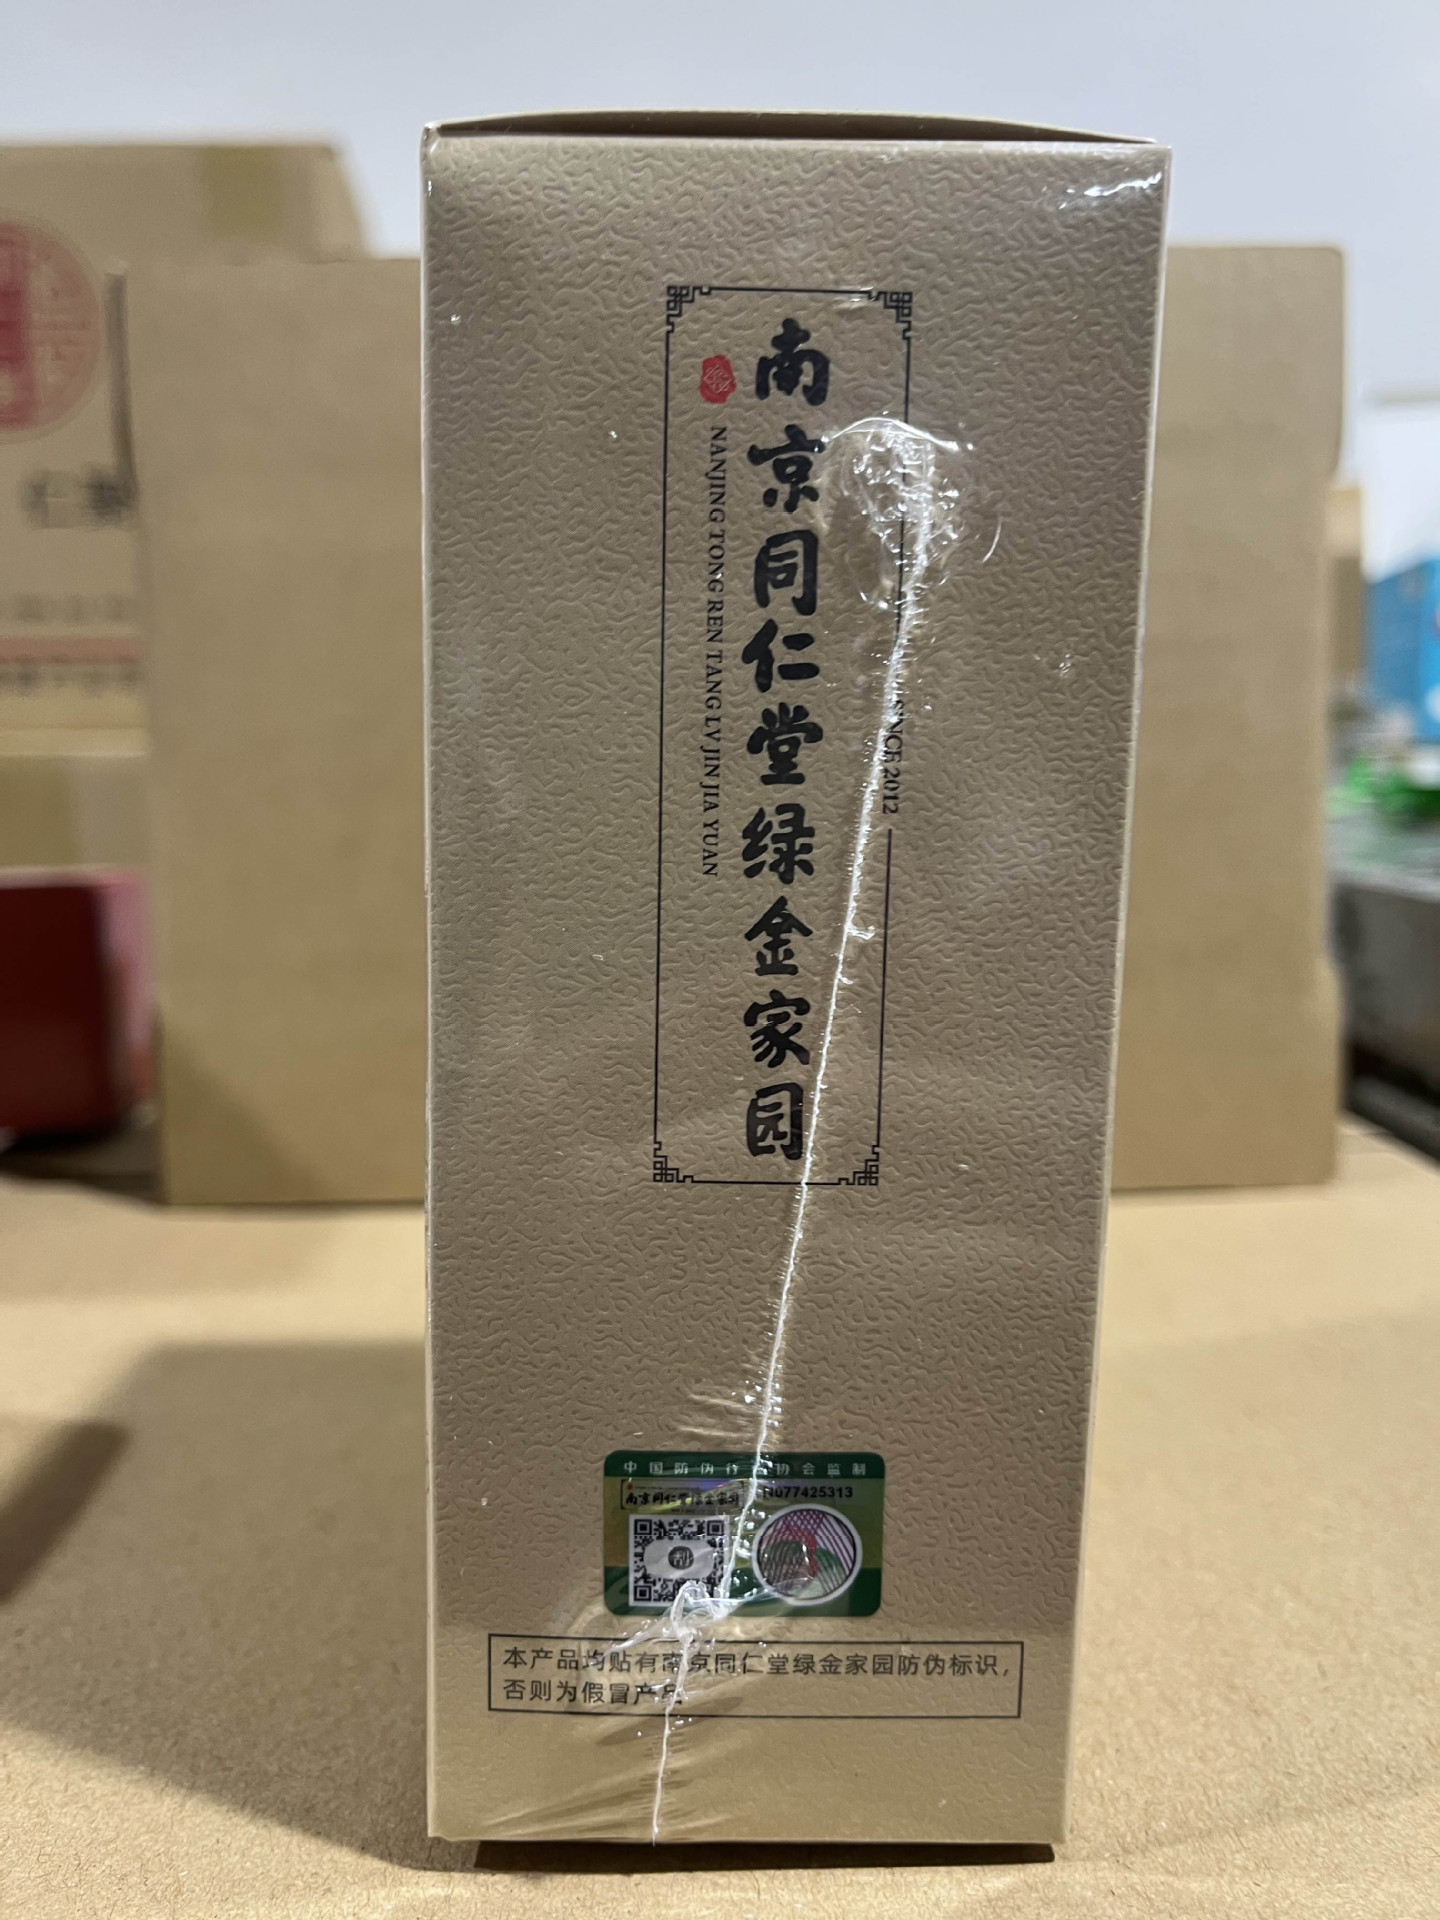 南京同仁堂绿金家园
NANJING TONG REN TANG LV JIN JIA YUAN
SINCE 2012
中国防伪行业协会监制
南京同仁堂绿金家园
N077425313
本产品均贴有南京同仁堂绿金家园防伪标识，
否则为假冒产品